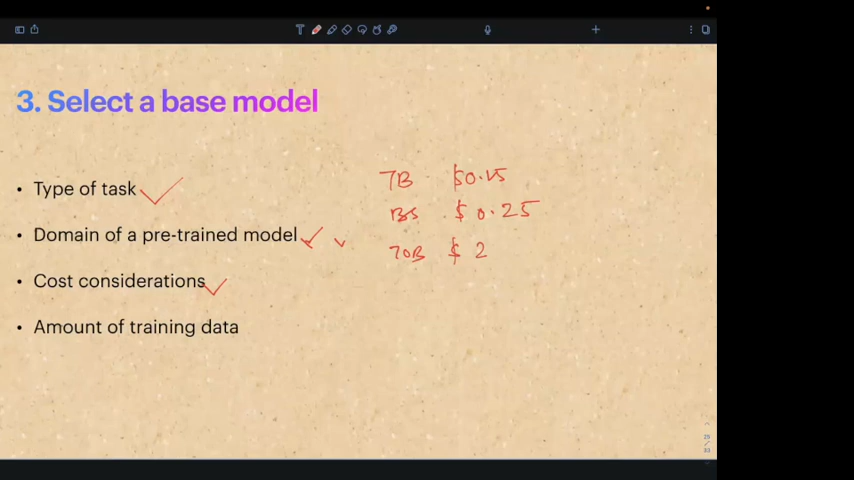 3. Select a base model
• Type of task
• Domain of a pre-trained model
• Cost considerations
• Amount of training data
7B $0.15
$0.25
70B $2